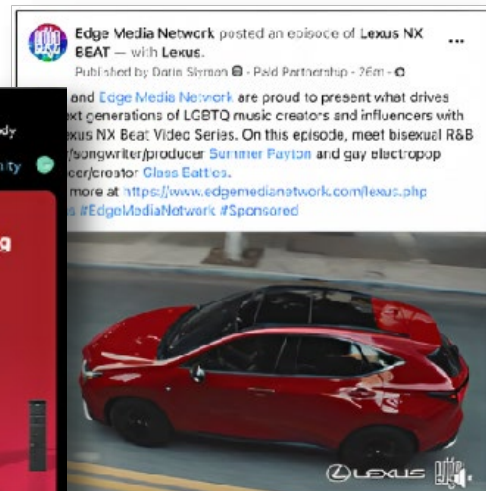 Edge Media Network posted an episode of Lexus NX
BEAT — with Lexus.
Published by Darin - Paid Partnership - 26m -
and Edge Media Network are proud to present what drives
ext generations of LGBTQ music creators and influencers with
exus NX Beat Video Series. On this episode, meet bisexual R&B
/songwriter/producer Summer Payton and gay electropop
cer/creator Glass Battles.
more at https://www.edgemedianetwork.com/lexus.php
s #EdgeMediaNetwork #Sponsored
dy
ity
g
LEXUS